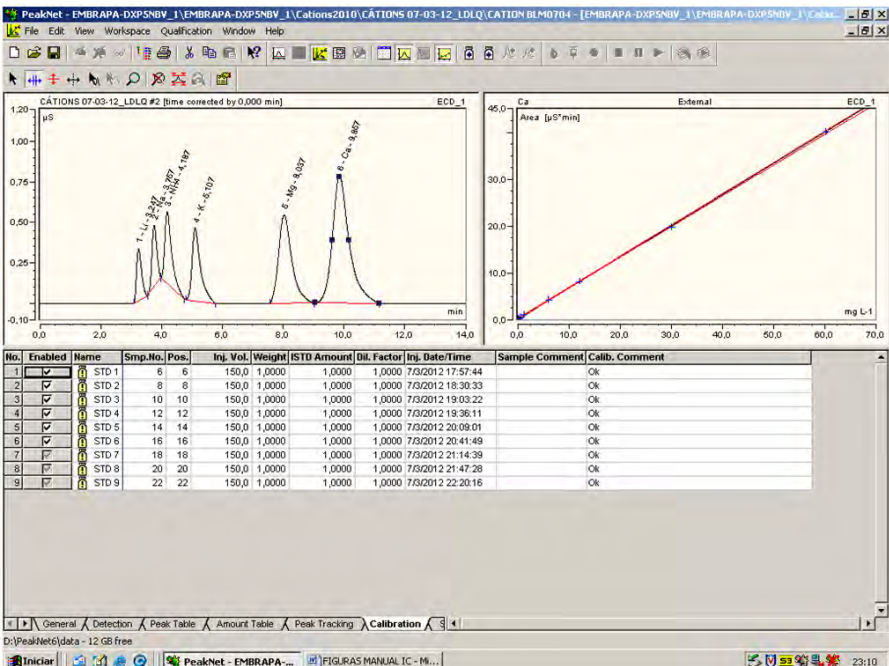 PeakNet - EMBRAPA-DXP5NBV_1\EMBRAPA-DXP5NBV_1\Cations2010\CÁTIONS 07-03-12_LDLQ\CATION BLM0704 - [EMBRAPA-DXP5NBV_1\EMBRAPA-DXP5NBV_1\
File Edit View Workspace Qualification Window Help
CÁTIONS 07-03-12_LDLQ #2 [time corrected by 0,000 min] ECD_1
µS
1,20
1,00
0,75
0,50
0,25
-0,10
1 - Li - 3,247
2 - Na - 3,757
3 - NH4 - 4,187
4 - K - 5,107
5 - Mg - 8,037
6 - Ca - 9,857
min
0,0 2,0 4,0 6,0 8,0 10,0 12,0 14,0
Ca External ECD_1
Area [µS*min]
45,0
30,0
20,0
10,0
0,0
mg L-1
0,0 10,0 20,0 30,0 40,0 50,0 60,0 70,0
No. Enabled Name Smp.No. Pos. Inj. Vol. Weight ISTD Amount Dil. Factor Inj. Date/Time Sample Comment Calib. Comment
1 STD 1 6 6 150,0 1,0000 1,0000 1,0000 7/3/2012 17:57:44 Ok
2 STD 2 8 8 150,0 1,0000 1,0000 1,0000 7/3/2012 18:30:33 Ok
3 STD 3 10 10 150,0 1,0000 1,0000 1,0000 7/3/2012 19:03:22 Ok
4 STD 4 12 12 150,0 1,0000 1,0000 1,0000 7/3/2012 19:36:11 Ok
5 STD 5 14 14 150,0 1,0000 1,0000 1,0000 7/3/2012 20:09:01 Ok
6 STD 6 16 16 150,0 1,0000 1,0000 1,0000 7/3/2012 20:41:49 Ok
7 STD 7 18 18 150,0 1,0000 1,0000 1,0000 7/3/2012 21:14:39 Ok
8 STD 8 20 20 150,0 1,0000 1,0000 1,0000 7/3/2012 21:47:28 Ok
9 STD 9 22 22 150,0 1,0000 1,0000 1,0000 7/3/2012 22:20:16 Ok
General Detection Peak Table Amount Table Peak Tracking Calibration S
D:\PeakNet6\data - 12 GB free
Iniciar PeakNet - EMBRAPA-... FIGURAS MANUAL IC - Mi... 53 23:10